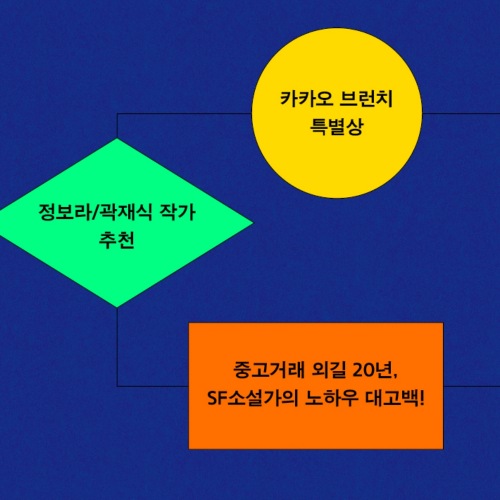 카카오 브런치
특별상
정보라/곽재식 작가
추천
중고거래 외길 20년,
SF소설가의 노하우 대고백!